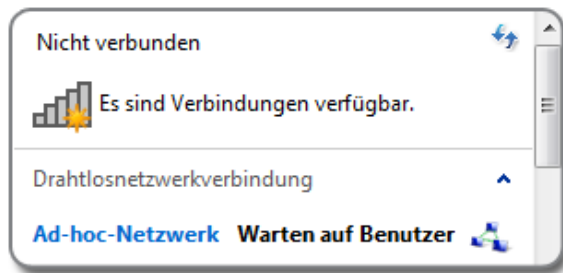 Nicht verbunden
Es sind Verbindungen verfügbar.
Drahtlosnetzwerkverbindung
Ad-hoc-Netzwerk Warten auf Benutzer